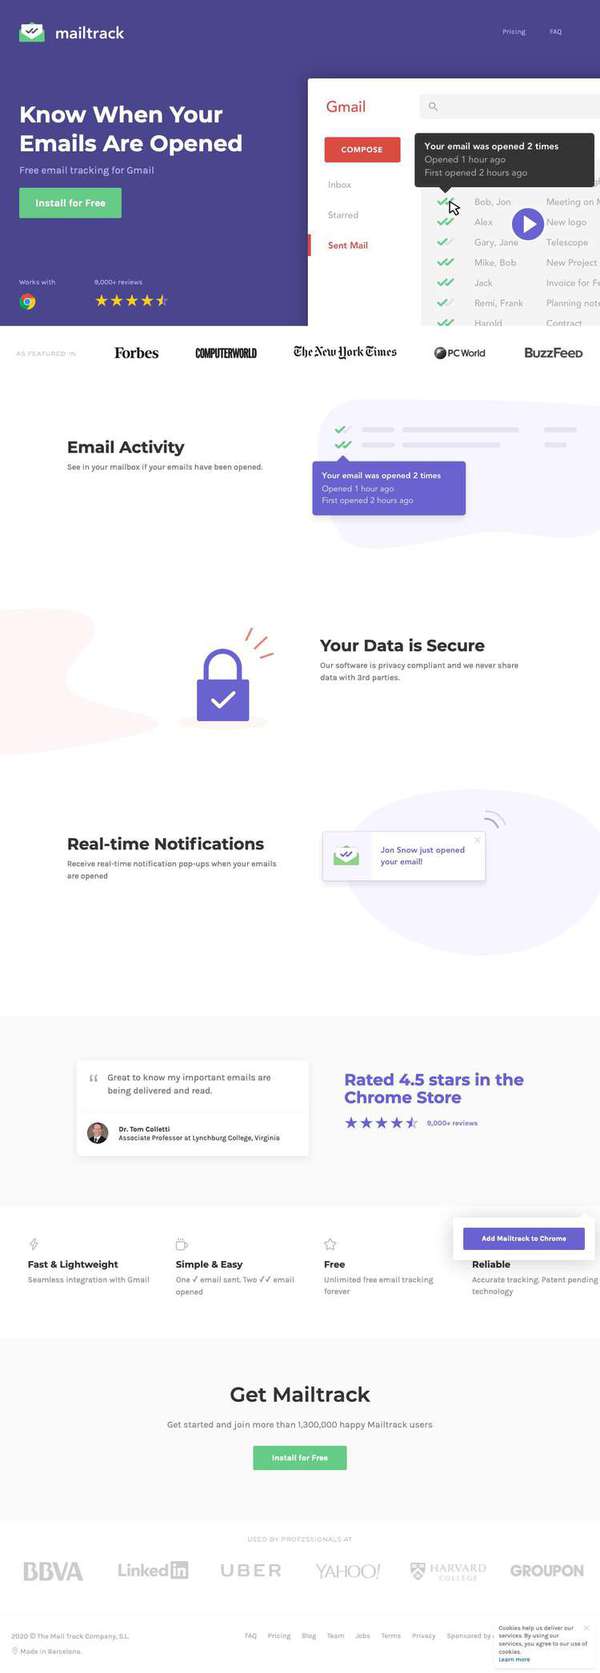 mailtrack
Pricing
FAQ
Know When Your
Emails Are Opened
Free email tracking for Gmail
Install for Free
Works with
9,000+ reviews
Gmail
COMPOSE
Inbox
Starred
Sent Mail
Your email was opened 2 times
Opened 1 hour ago
First opened 2 hours ago
Bob, Jon Meeting on M
Alex New logo
Gary, Jane Telescope
Mike, Bob New Project
Jack Invoice for Fe
Remi, Frank Planning note
Harold Contract
AS FEATURED IN
Forbes
COMPUTERWORLD
The New York Times
PCWorld
BUZZFEED
Email Activity
See in your mailbox if your emails have been opened.
Your email was opened 2 times
Opened 1 hour ago
First opened 2 hours ago
Your Data is Secure
Our software is privacy compliant and we never share
data with 3rd parties.
Real-time Notifications
Receive real-time notification pop-ups when your emails
are opened
Jon Snow just opened
your email!
“ Great to know my important emails are
being delivered and read.
Dr. Tom Colletti
Associate Professor at Lynchburg College, Virginia
Rated 4.5 stars in the
Chrome Store
9,000+ reviews
Add Mailtrack to Chrome
Fast & Lightweight
Seamless integration with Gmail
Simple & Easy
One ✓ email sent. Two ✓✓ email
opened
Free
Unlimited free email tracking
forever
Reliable
Accurate tracking. Patent pending
technology
Get Mailtrack
Get started and join more than 1,300,000 happy Mailtrack users
Install for Free
USED BY PROFESSIONALS AT
BBVA
Linked in
UBER
YAHOO!
HARVARD
COLLEGE
GROUPON
2020 © The Mail Track Company, S.L.
Made in Barcelona.
FAQ Pricing Blog Team Jobs Terms Privacy Sponsored by
Cookies help us deliver our
services. By using our
services, you agree to our use of
cookies.
Learn more